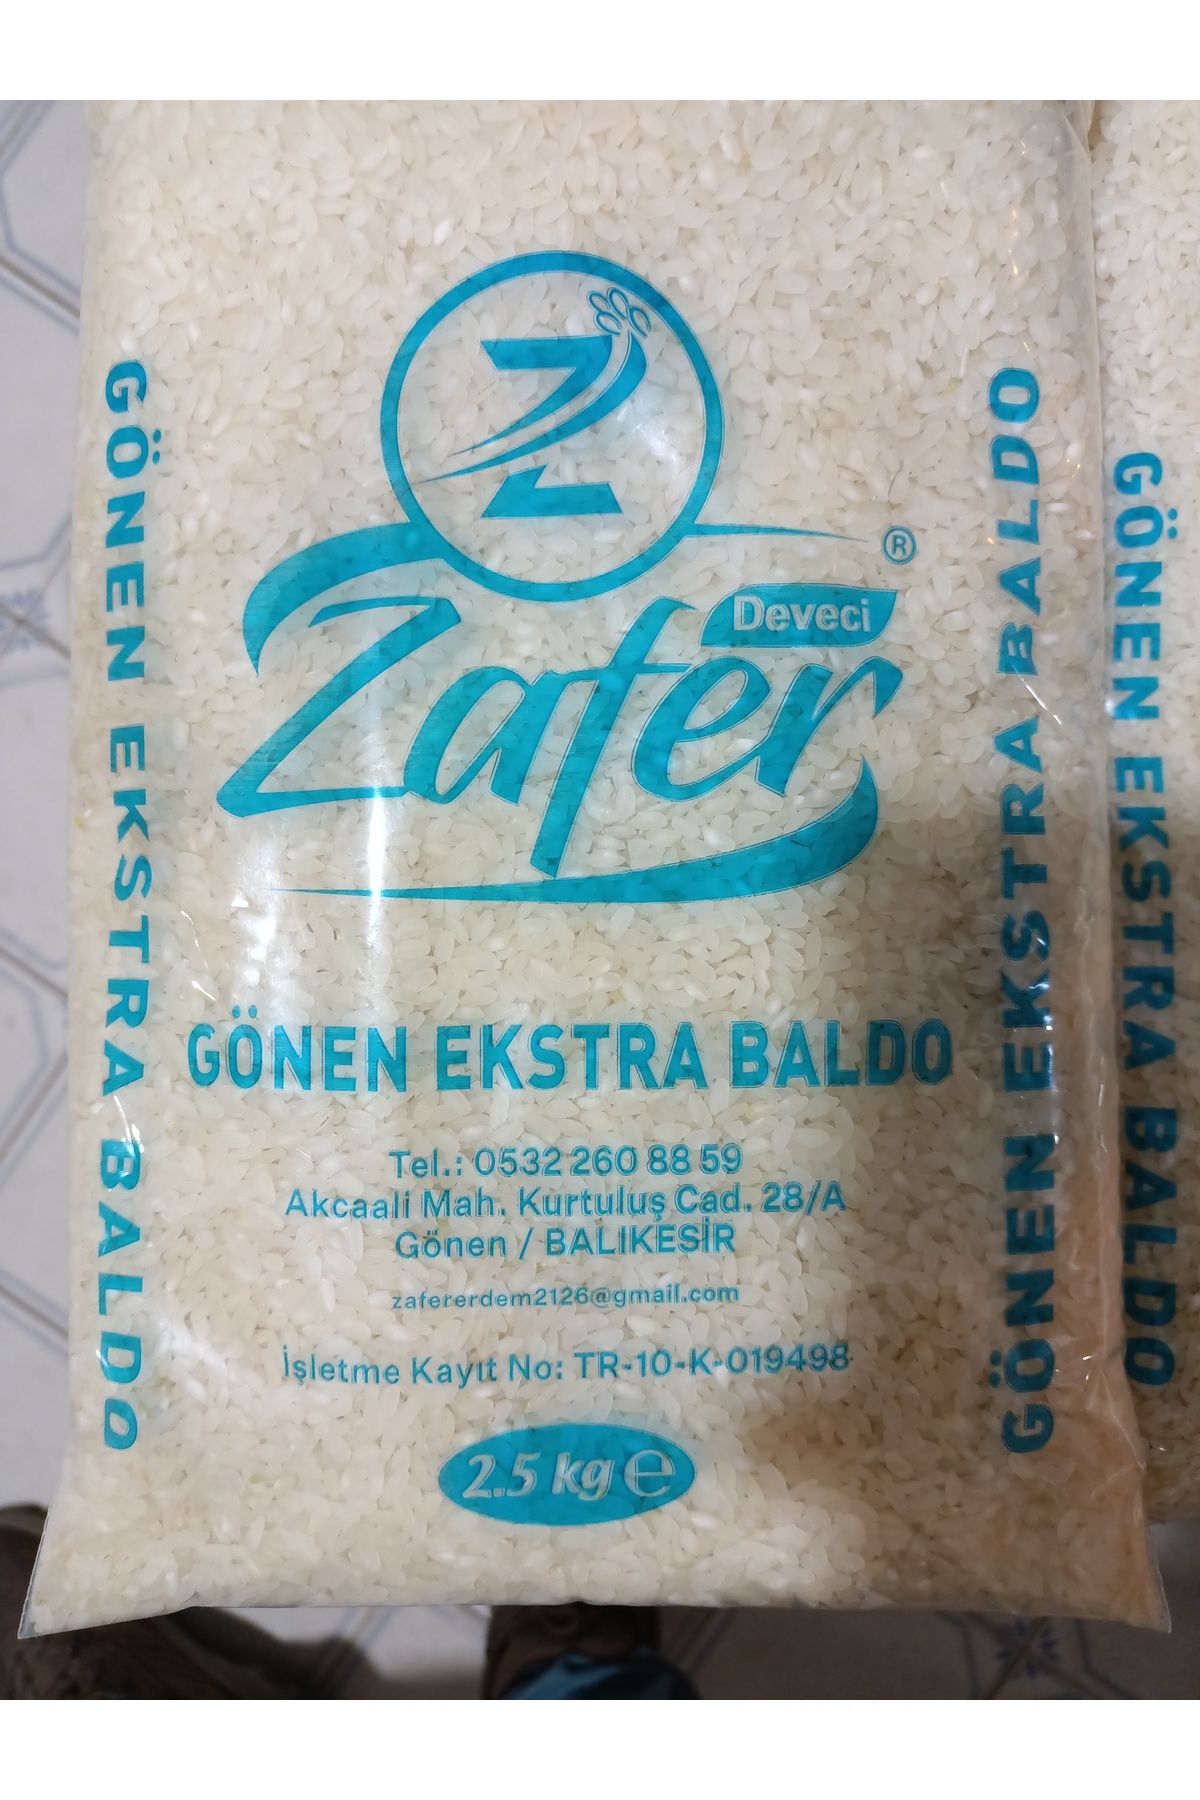 Z
®
Deveci
Zafer
GÖNEN EKSTRA BALDO
GÖNEN EKSTRA BALDO
GÖNEN EKSTRA BALDO
Tel.: 0532 260 88 59
Akcaali Mah. Kurtuluş Cad. 28/A
Gönen / BALIKESİR
zafererdem2126@gmail.com
İşletme Kayıt No: TR-10-K-019498
2.5 kg ℮
GÖNEN EKSTRA BALDO